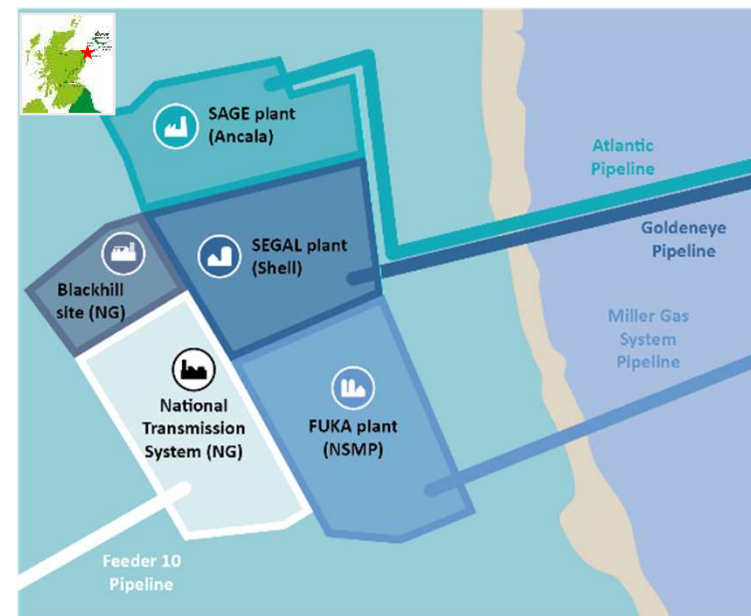 SAGE plant
(Ancala)
Atlantic
Pipeline
SEGAL plant
(Shell)
Goldeneye
Pipeline
Blackhill
site (NG)
Miller Gas
System
Pipeline
National
Transmission
System (NG)
FUKA plant
(NSMP)
Feeder 10
Pipeline